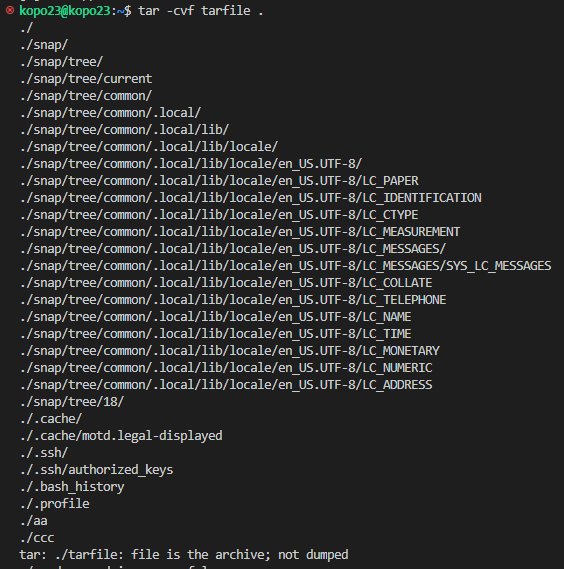 kopo23@kopo23:~$ tar -cvf tarfile .
./
./snap/
./snap/tree/
./snap/tree/current
./snap/tree/common/
./snap/tree/common/.local/
./snap/tree/common/.local/lib/
./snap/tree/common/.local/lib/locale/
./snap/tree/common/.local/lib/locale/en_US.UTF-8/
./snap/tree/common/.local/lib/locale/en_US.UTF-8/LC_PAPER
./snap/tree/common/.local/lib/locale/en_US.UTF-8/LC_IDENTIFICATION
./snap/tree/common/.local/lib/locale/en_US.UTF-8/LC_CTYPE
./snap/tree/common/.local/lib/locale/en_US.UTF-8/LC_MEASUREMENT
./snap/tree/common/.local/lib/locale/en_US.UTF-8/LC_MESSAGES/
./snap/tree/common/.local/lib/locale/en_US.UTF-8/LC_MESSAGES/SYS_LC_MESSAGES
./snap/tree/common/.local/lib/locale/en_US.UTF-8/LC_COLLATE
./snap/tree/common/.local/lib/locale/en_US.UTF-8/LC_TELEPHONE
./snap/tree/common/.local/lib/locale/en_US.UTF-8/LC_NAME
./snap/tree/common/.local/lib/locale/en_US.UTF-8/LC_TIME
./snap/tree/common/.local/lib/locale/en_US.UTF-8/LC_MONETARY
./snap/tree/common/.local/lib/locale/en_US.UTF-8/LC_NUMERIC
./snap/tree/common/.local/lib/locale/en_US.UTF-8/LC_ADDRESS
./snap/tree/18/
./.cache/
./.cache/motd.legal-displayed
./.ssh/
./.ssh/authorized_keys
./.bash_history
./.profile
./aa
./ccc
tar: ./tarfile: file is the archive; not dumped